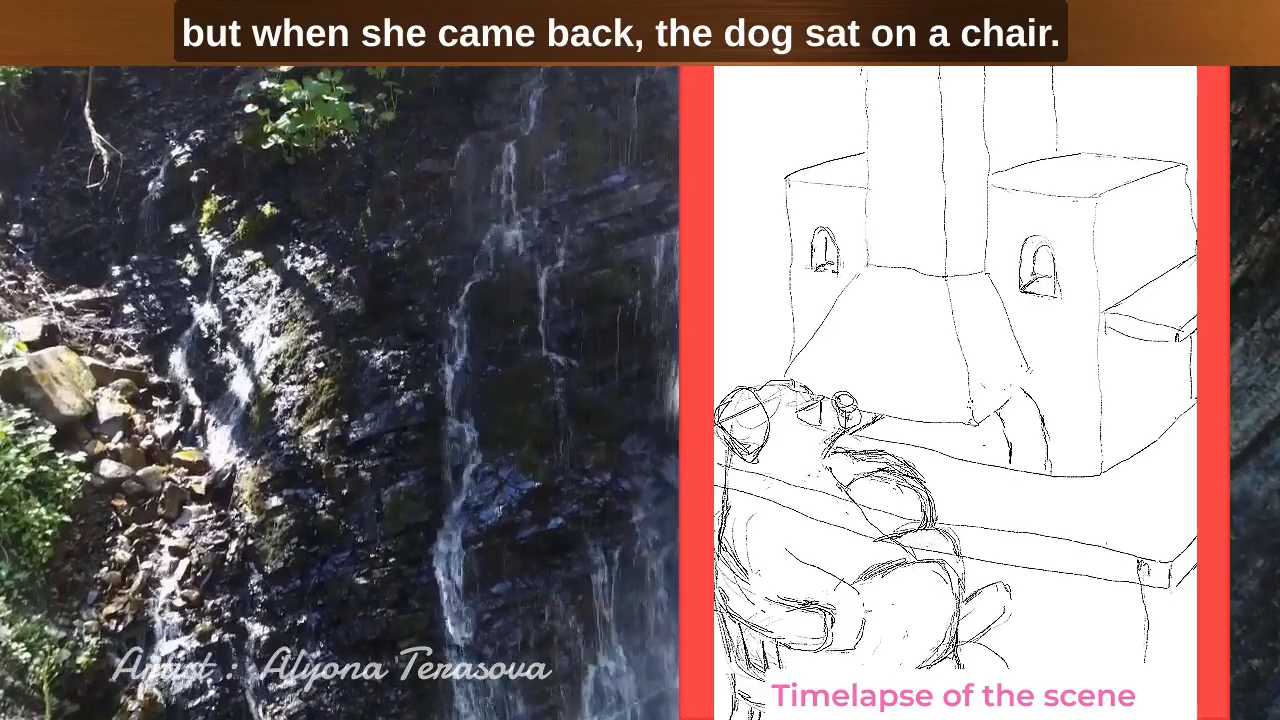 but when she came back, the dog sat on a chair.
Artist : Alyona Terasova
Timelapse of the scene